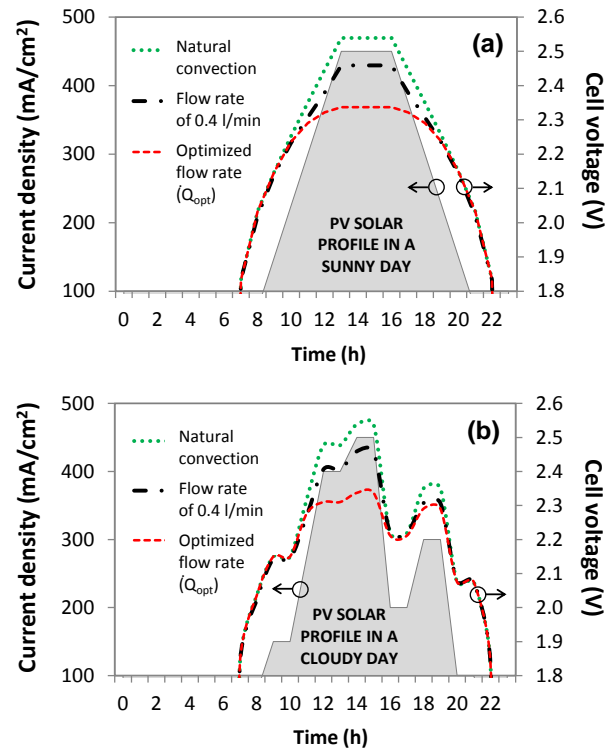 (a)
Current density (mA/cm²)
500
400
300
200
100
Natural
convection
Flow rate
of 0.4 l/min
Optimized
flow rate
(Q̇opt)
PV SOLAR
PROFILE IN A
SUNNY DAY
2.6
2.5
2.4
2.3
2.2
2.1
2.0
1.9
1.8
Cell voltage (V)
0 2 4 6 8 10 12 14 16 18 20 22
Time (h)
(b)
Current density (mA/cm²)
500
400
300
200
100
Natural
convection
Flow rate
of 0.4 l/min
Optimized
flow rate
(Q̇opt)
PV SOLAR
PROFILE IN A
CLOUDY DAY
2.6
2.5
2.4
2.3
2.2
2.1
2.0
1.9
1.8
Cell voltage (V)
0 2 4 6 8 10 12 14 16 18 20 22
Time (h)